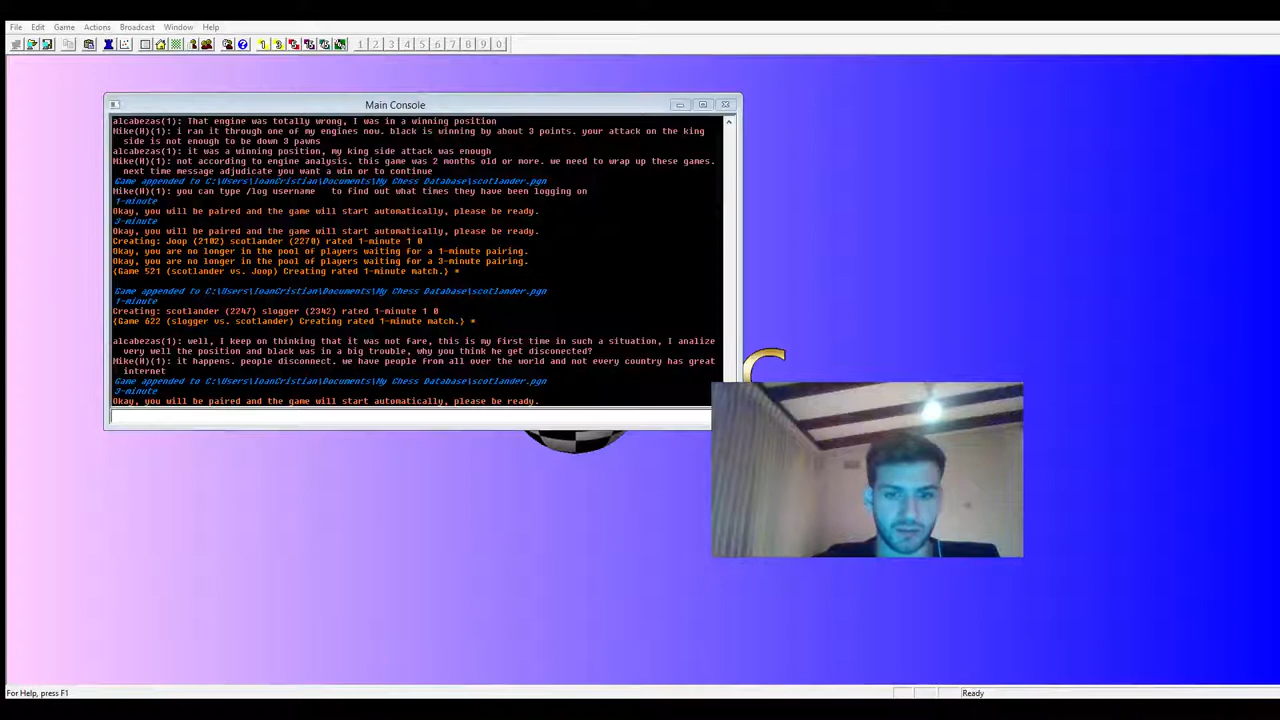 File Edit Game Actions Broadcast Window Help
1 3 5
1 2 3 4 5 6 7 8 9 0
Main Console
alcabezas(1): That engine was totally wrong, I was in a winning position
Mike(H)(1): i ran it through one of my engines now. black is winning by about 3 points. your attack on the king
side is not enough to be down 3 pawns
alcabezas(1): it was a winning position, my king side attack was enough
Mike(H)(1): not according to engine analysis. this game was 2 months old or more. we need to wrap up these games.
next time message adjudicate you want a win or to continue
Game appended to C:\Users\IoanCristian\Documents\My Chess Database\scotlander.pgn
Mike(H)(1): you can type /log username to find out what times they have been logging on
1-minute
Okay, you will be paired and the game will start automatically, please be ready.
3-minute
Okay, you will be paired and the game will start automatically, please be ready.
Creating: Joop (2102) scotlander (2270) rated 1-minute 1 0
Okay, you are no longer in the pool of players waiting for a 1-minute pairing.
Okay, you are no longer in the pool of players waiting for a 3-minute pairing.
{Game 521 (scotlander vs. Joop) Creating rated 1-minute match.} *
Game appended to C:\Users\IoanCristian\Documents\My Chess Database\scotlander.pgn
1-minute
Creating: scotlander (2247) slogger (2342) rated 1-minute 1 0
{Game 622 (slogger vs. scotlander) Creating rated 1-minute match.} *
alcabezas(1): well, I keep on thinking that it was not fare, this is my first time in such a situation, I analize
very well the position and black was in a big trouble, why you think he get disconected?
Mike(H)(1): it happens. people disconnect. we have people from all over the world and not every country has great
internet
Game appended to C:\Users\IoanCristian\Documents\My Chess Database\scotlander.pgn
3-minute
Okay, you will be paired and the game will start automatically, please be ready.
For Help, press F1
Ready